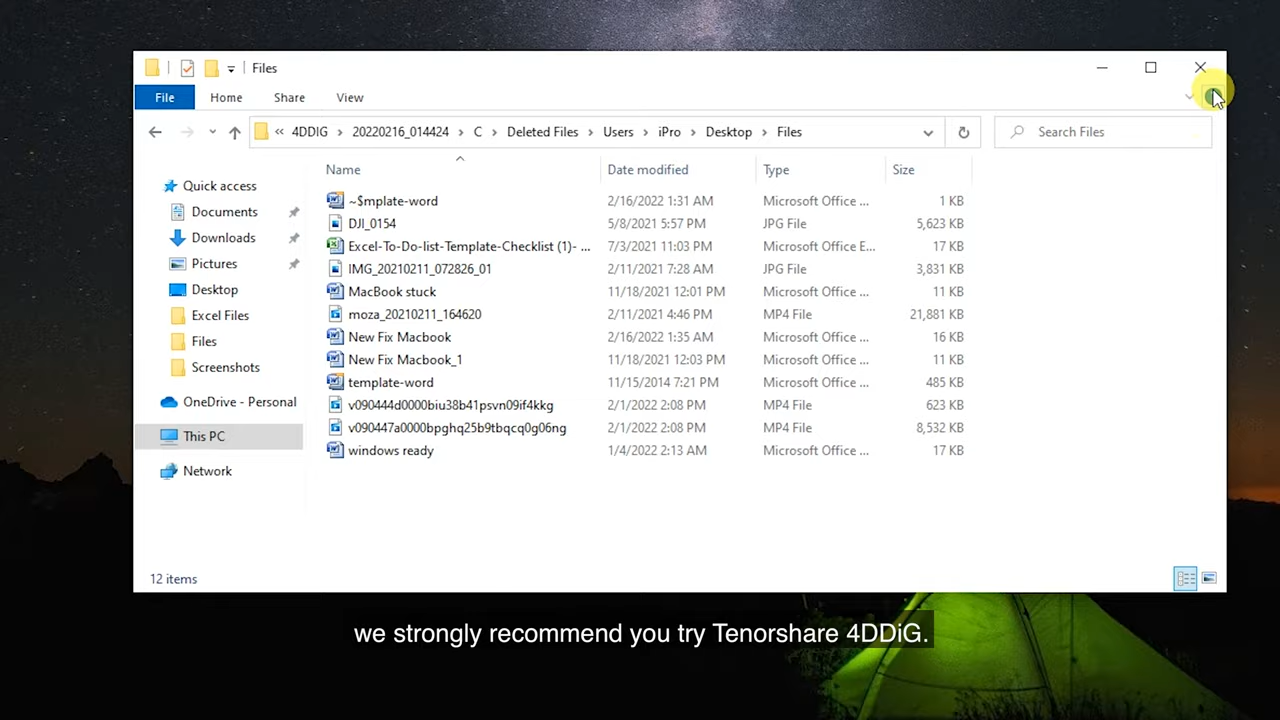 Files
File Home Share View
« 4DDIG > 20220216_014424 > C > Deleted Files > Users > iPro > Desktop > Files
Search Files
Name Date modified Type Size
Quick access
Documents
Downloads
Pictures
Desktop
Excel Files
Files
Screenshots
OneDrive - Personal
This PC
Network
~$mplate-word 2/16/2022 1:31 AM Microsoft Office ... 1 KB
DJI_0154 5/8/2021 5:57 PM JPG File 5,623 KB
Excel-To-Do-list-Template-Checklist (1)- ... 7/3/2021 11:03 PM Microsoft Office E... 17 KB
IMG_20210211_072826_01 2/11/2021 7:28 AM JPG File 3,831 KB
MacBook stuck 11/18/2021 12:01 PM Microsoft Office ... 11 KB
moza_20210211_164620 2/11/2021 4:46 PM MP4 File 21,881 KB
New Fix Macbook 2/16/2022 1:35 AM Microsoft Office ... 16 KB
New Fix Macbook_1 11/18/2021 12:03 PM Microsoft Office ... 11 KB
template-word 11/15/2014 7:21 PM Microsoft Office ... 485 KB
v090444d0000biu38b41psvn09if4kkg 2/1/2022 2:08 PM MP4 File 623 KB
v090447a0000bpghq25b9tbqcq0g06ng 2/1/2022 2:08 PM MP4 File 8,532 KB
windows ready 1/4/2022 2:13 AM Microsoft Office ... 17 KB
12 items
we strongly recommend you try Tenorshare 4DDiG.